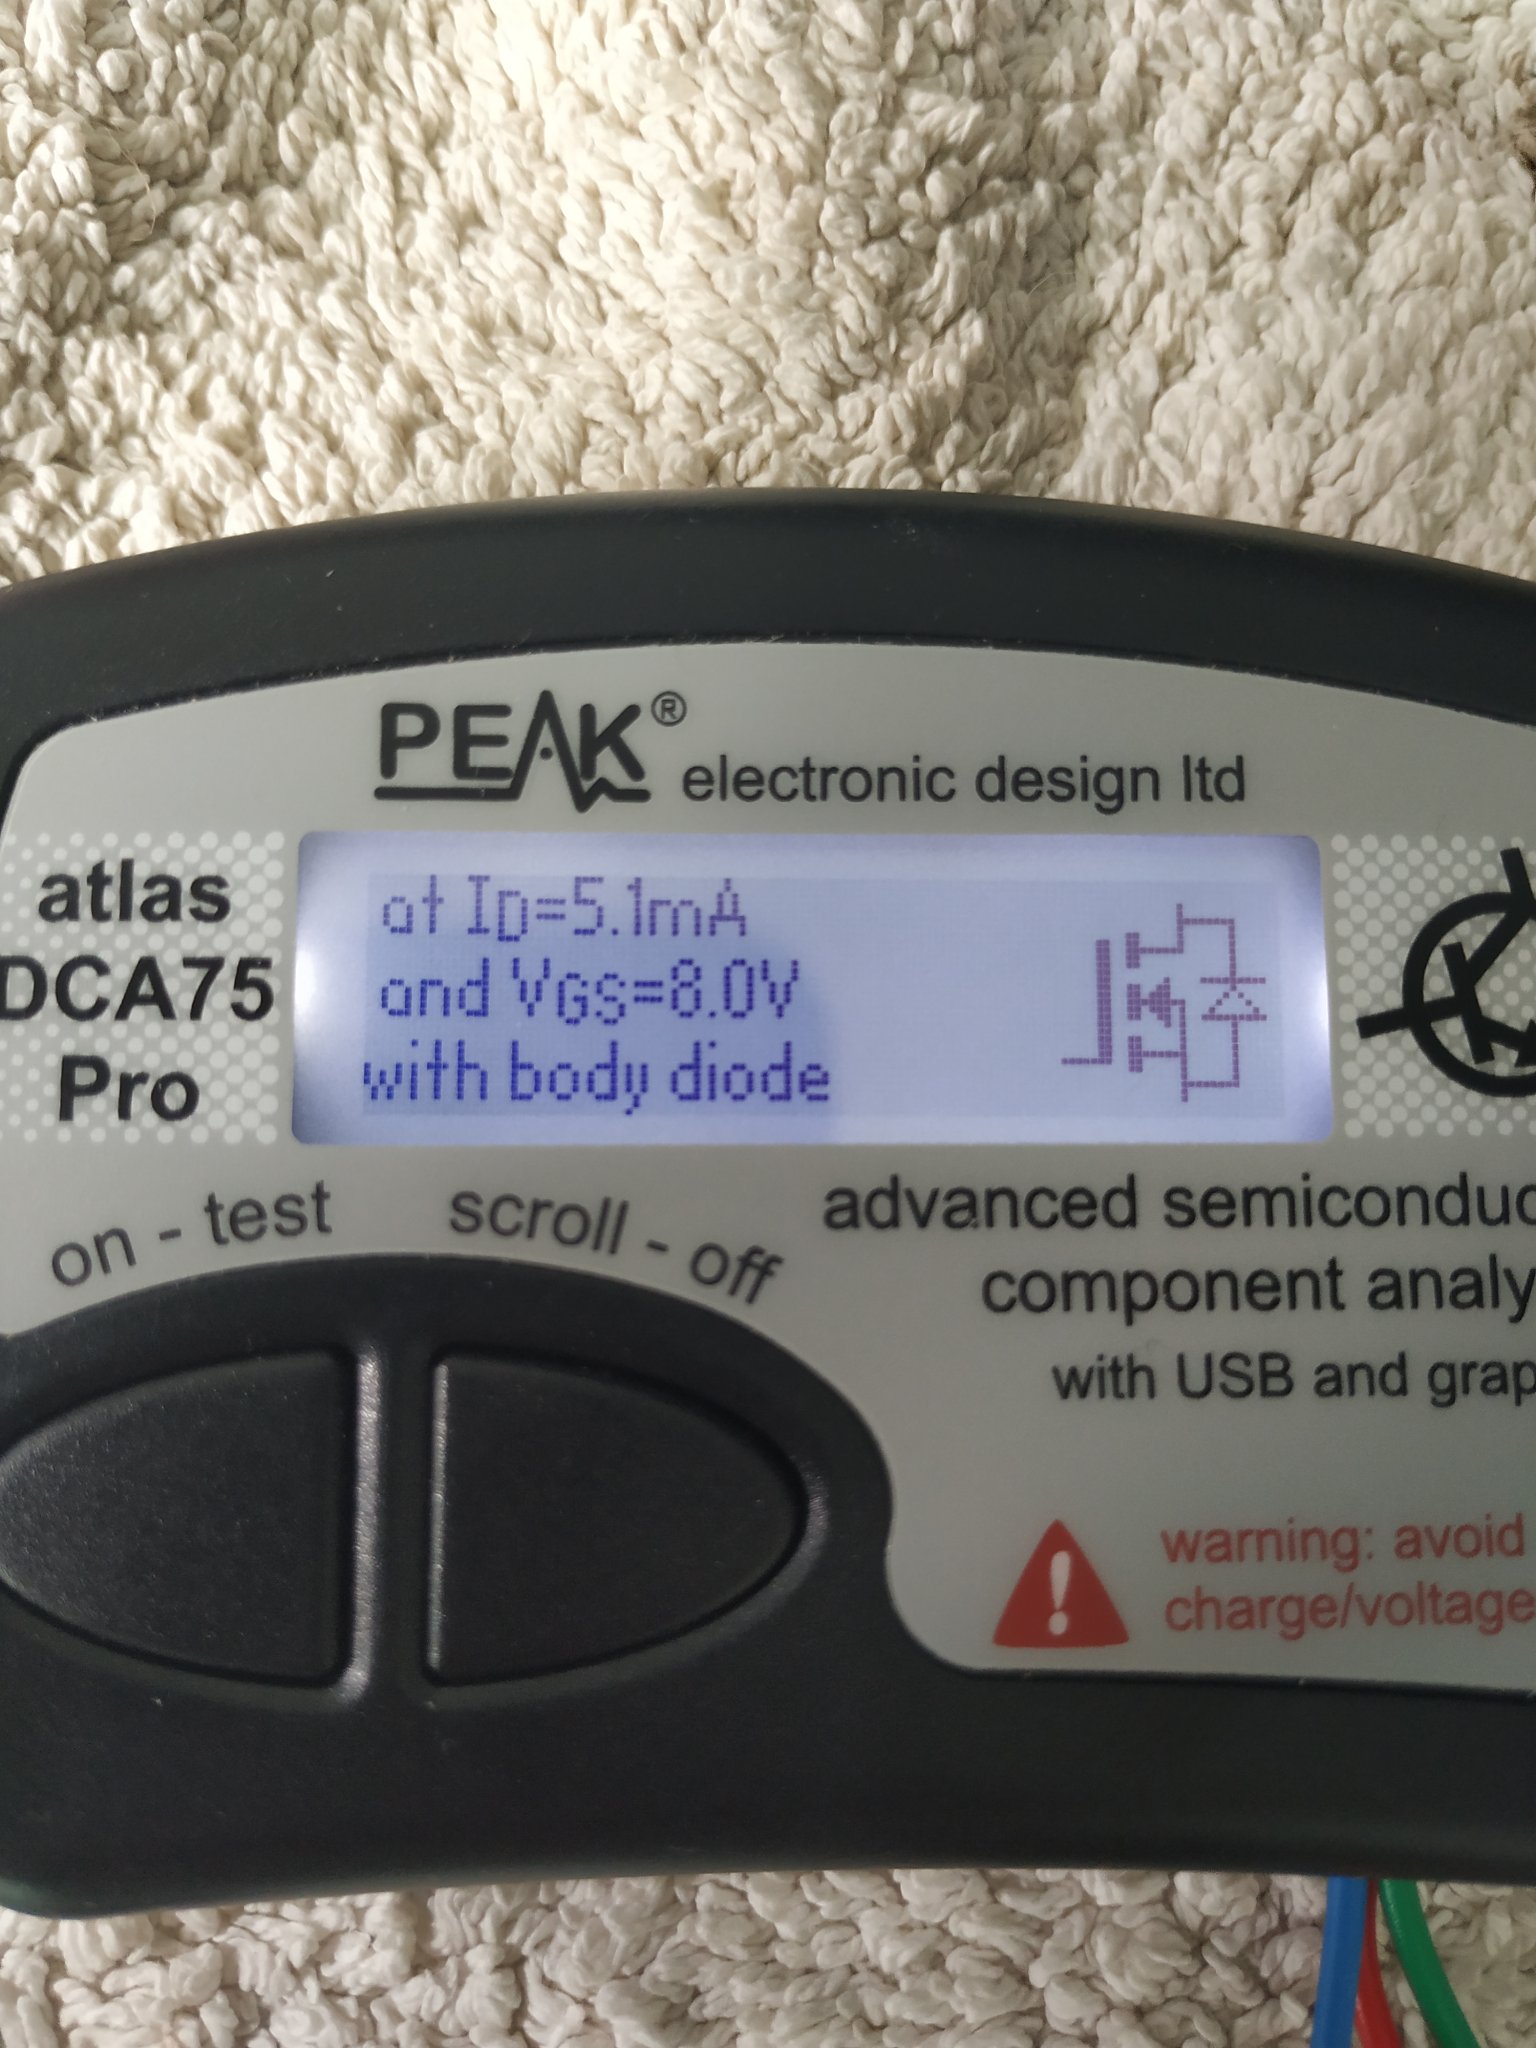 PEAK® electronic design ltd
atlas
DCA75
Pro
at ID=5.1mA
and VGS=8.0V
with body diode
on - test
scroll - off
advanced semiconduc
component analy
with USB and grap
warning: avoid
charge/voltage